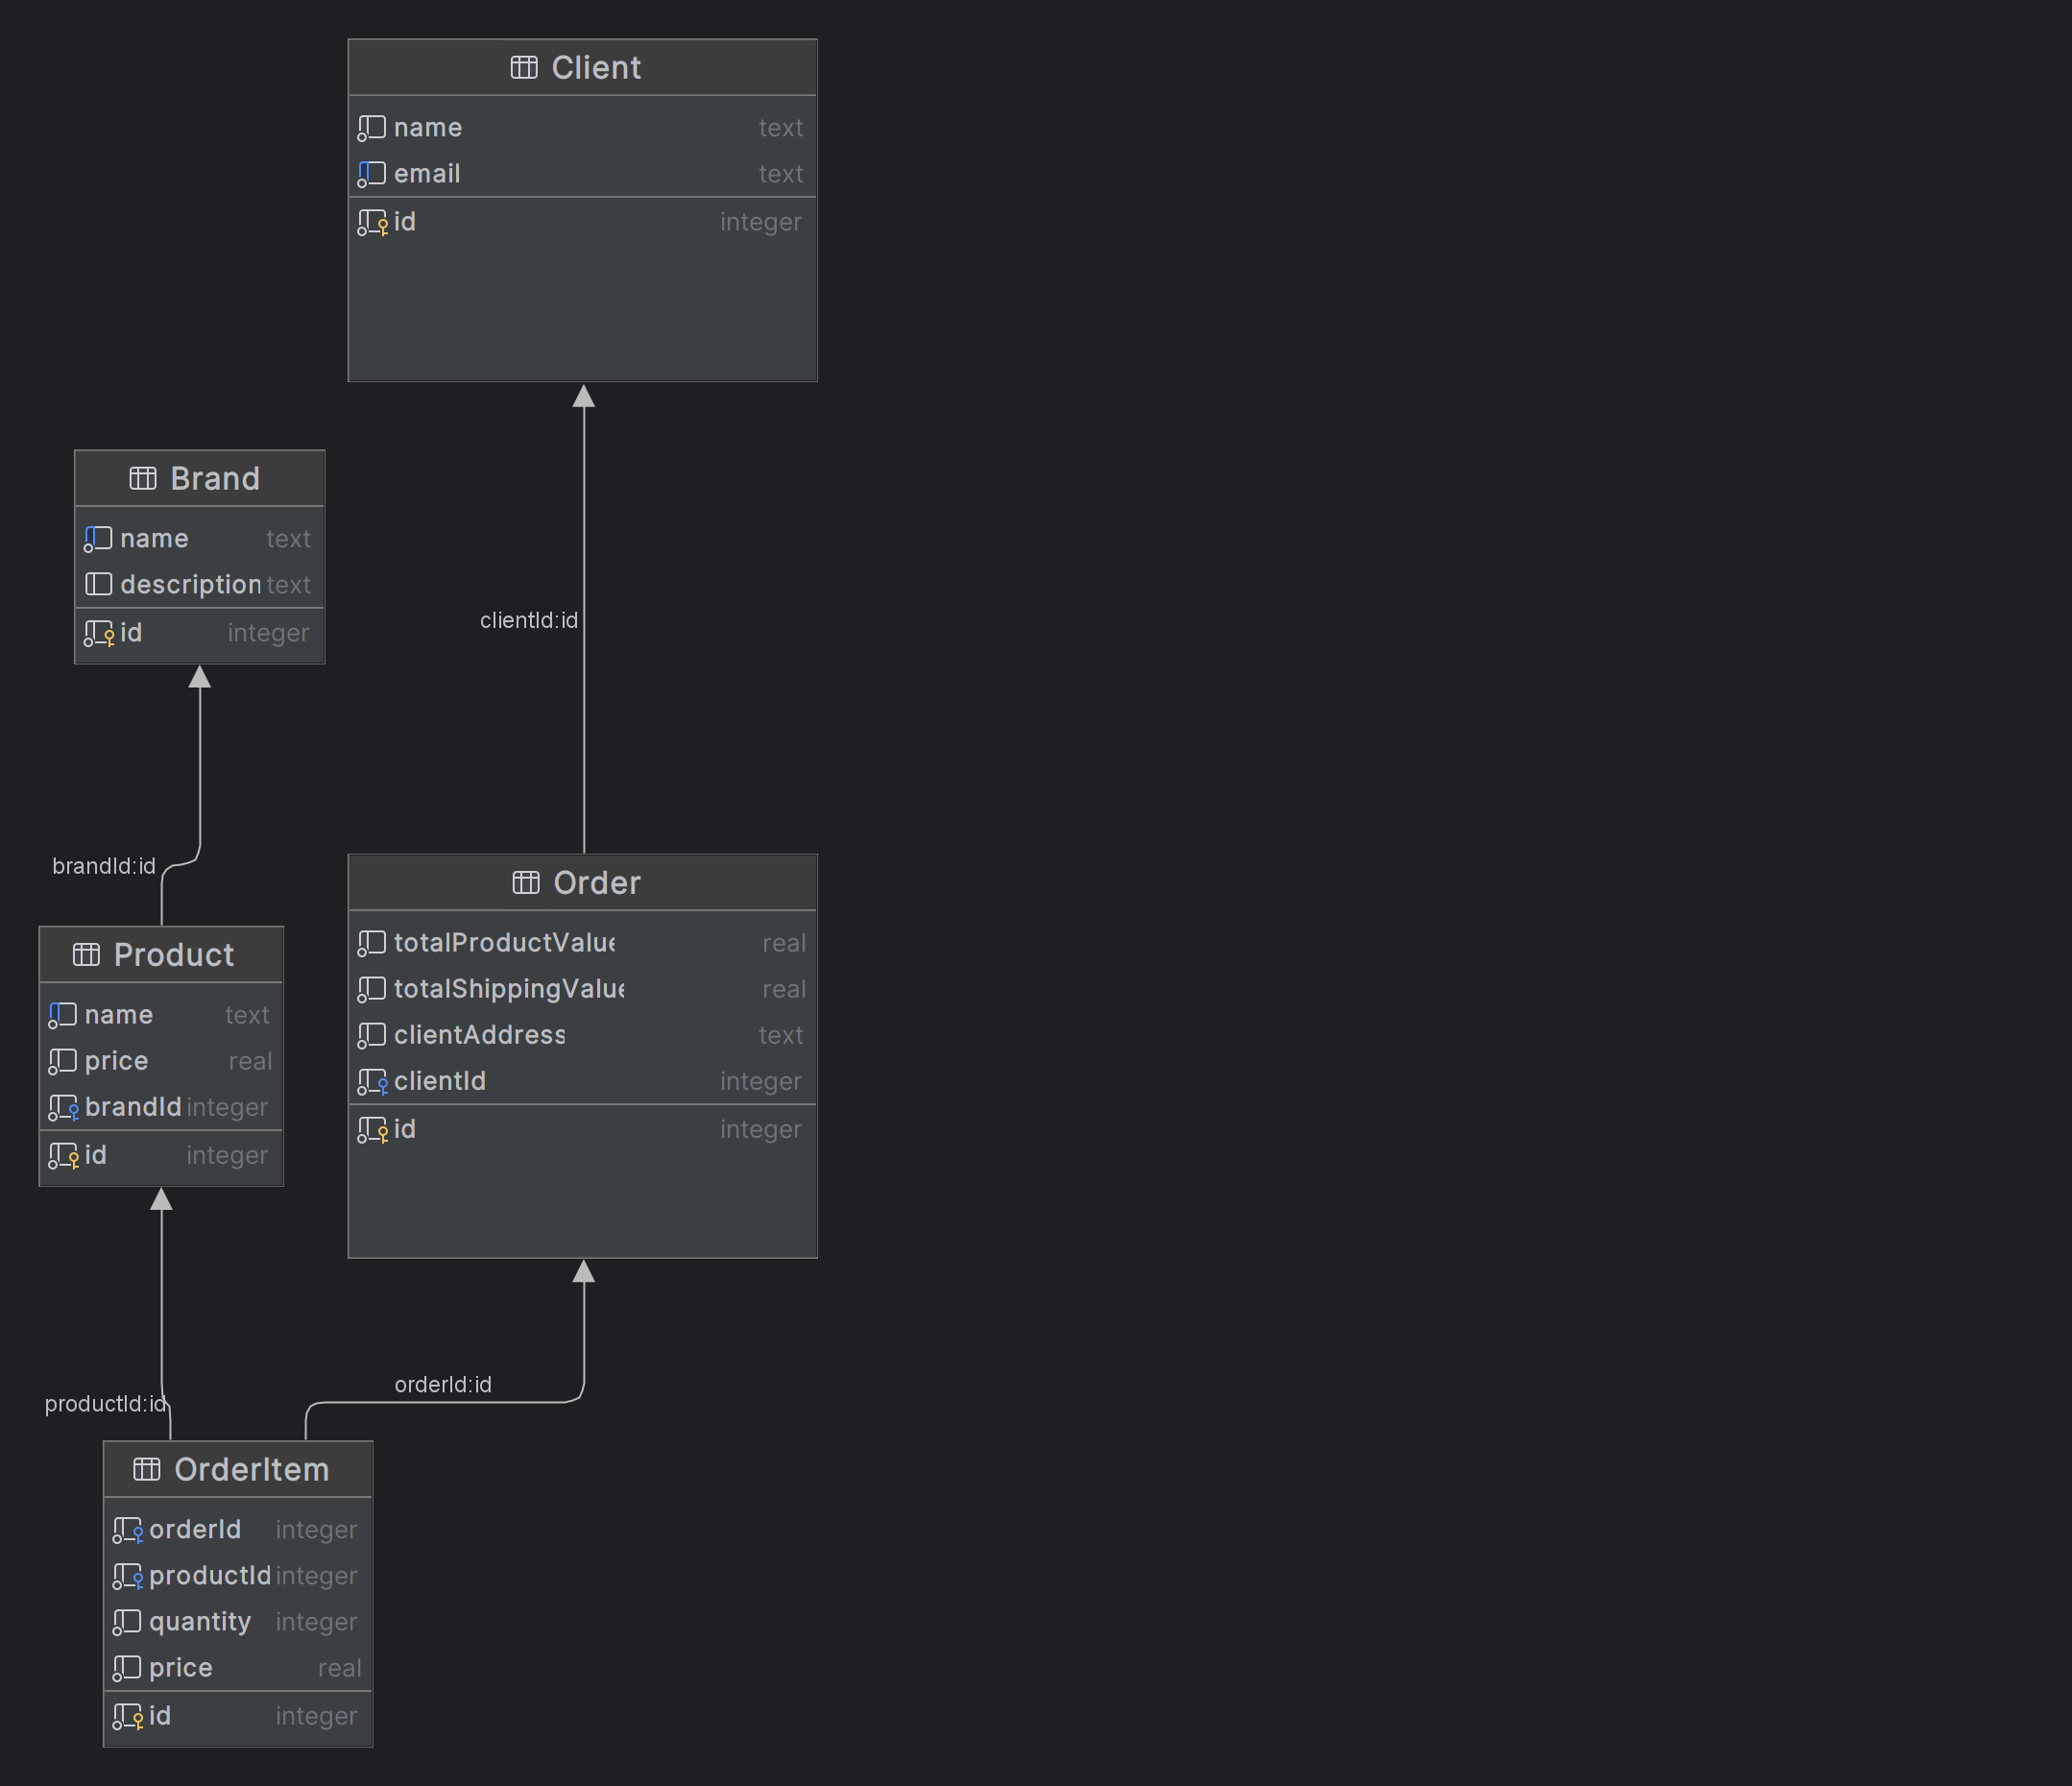 Client
name text
email text
id integer
Brand
name text
description text
id integer
clientId:id
brandId:id
Order
totalProductValue real
totalShippingValue real
clientAddress text
clientId integer
id integer
Product
name text
price real
brandId integer
id integer
orderId:id
productId:id
OrderItem
orderId integer
productId integer
quantity integer
price real
id integer